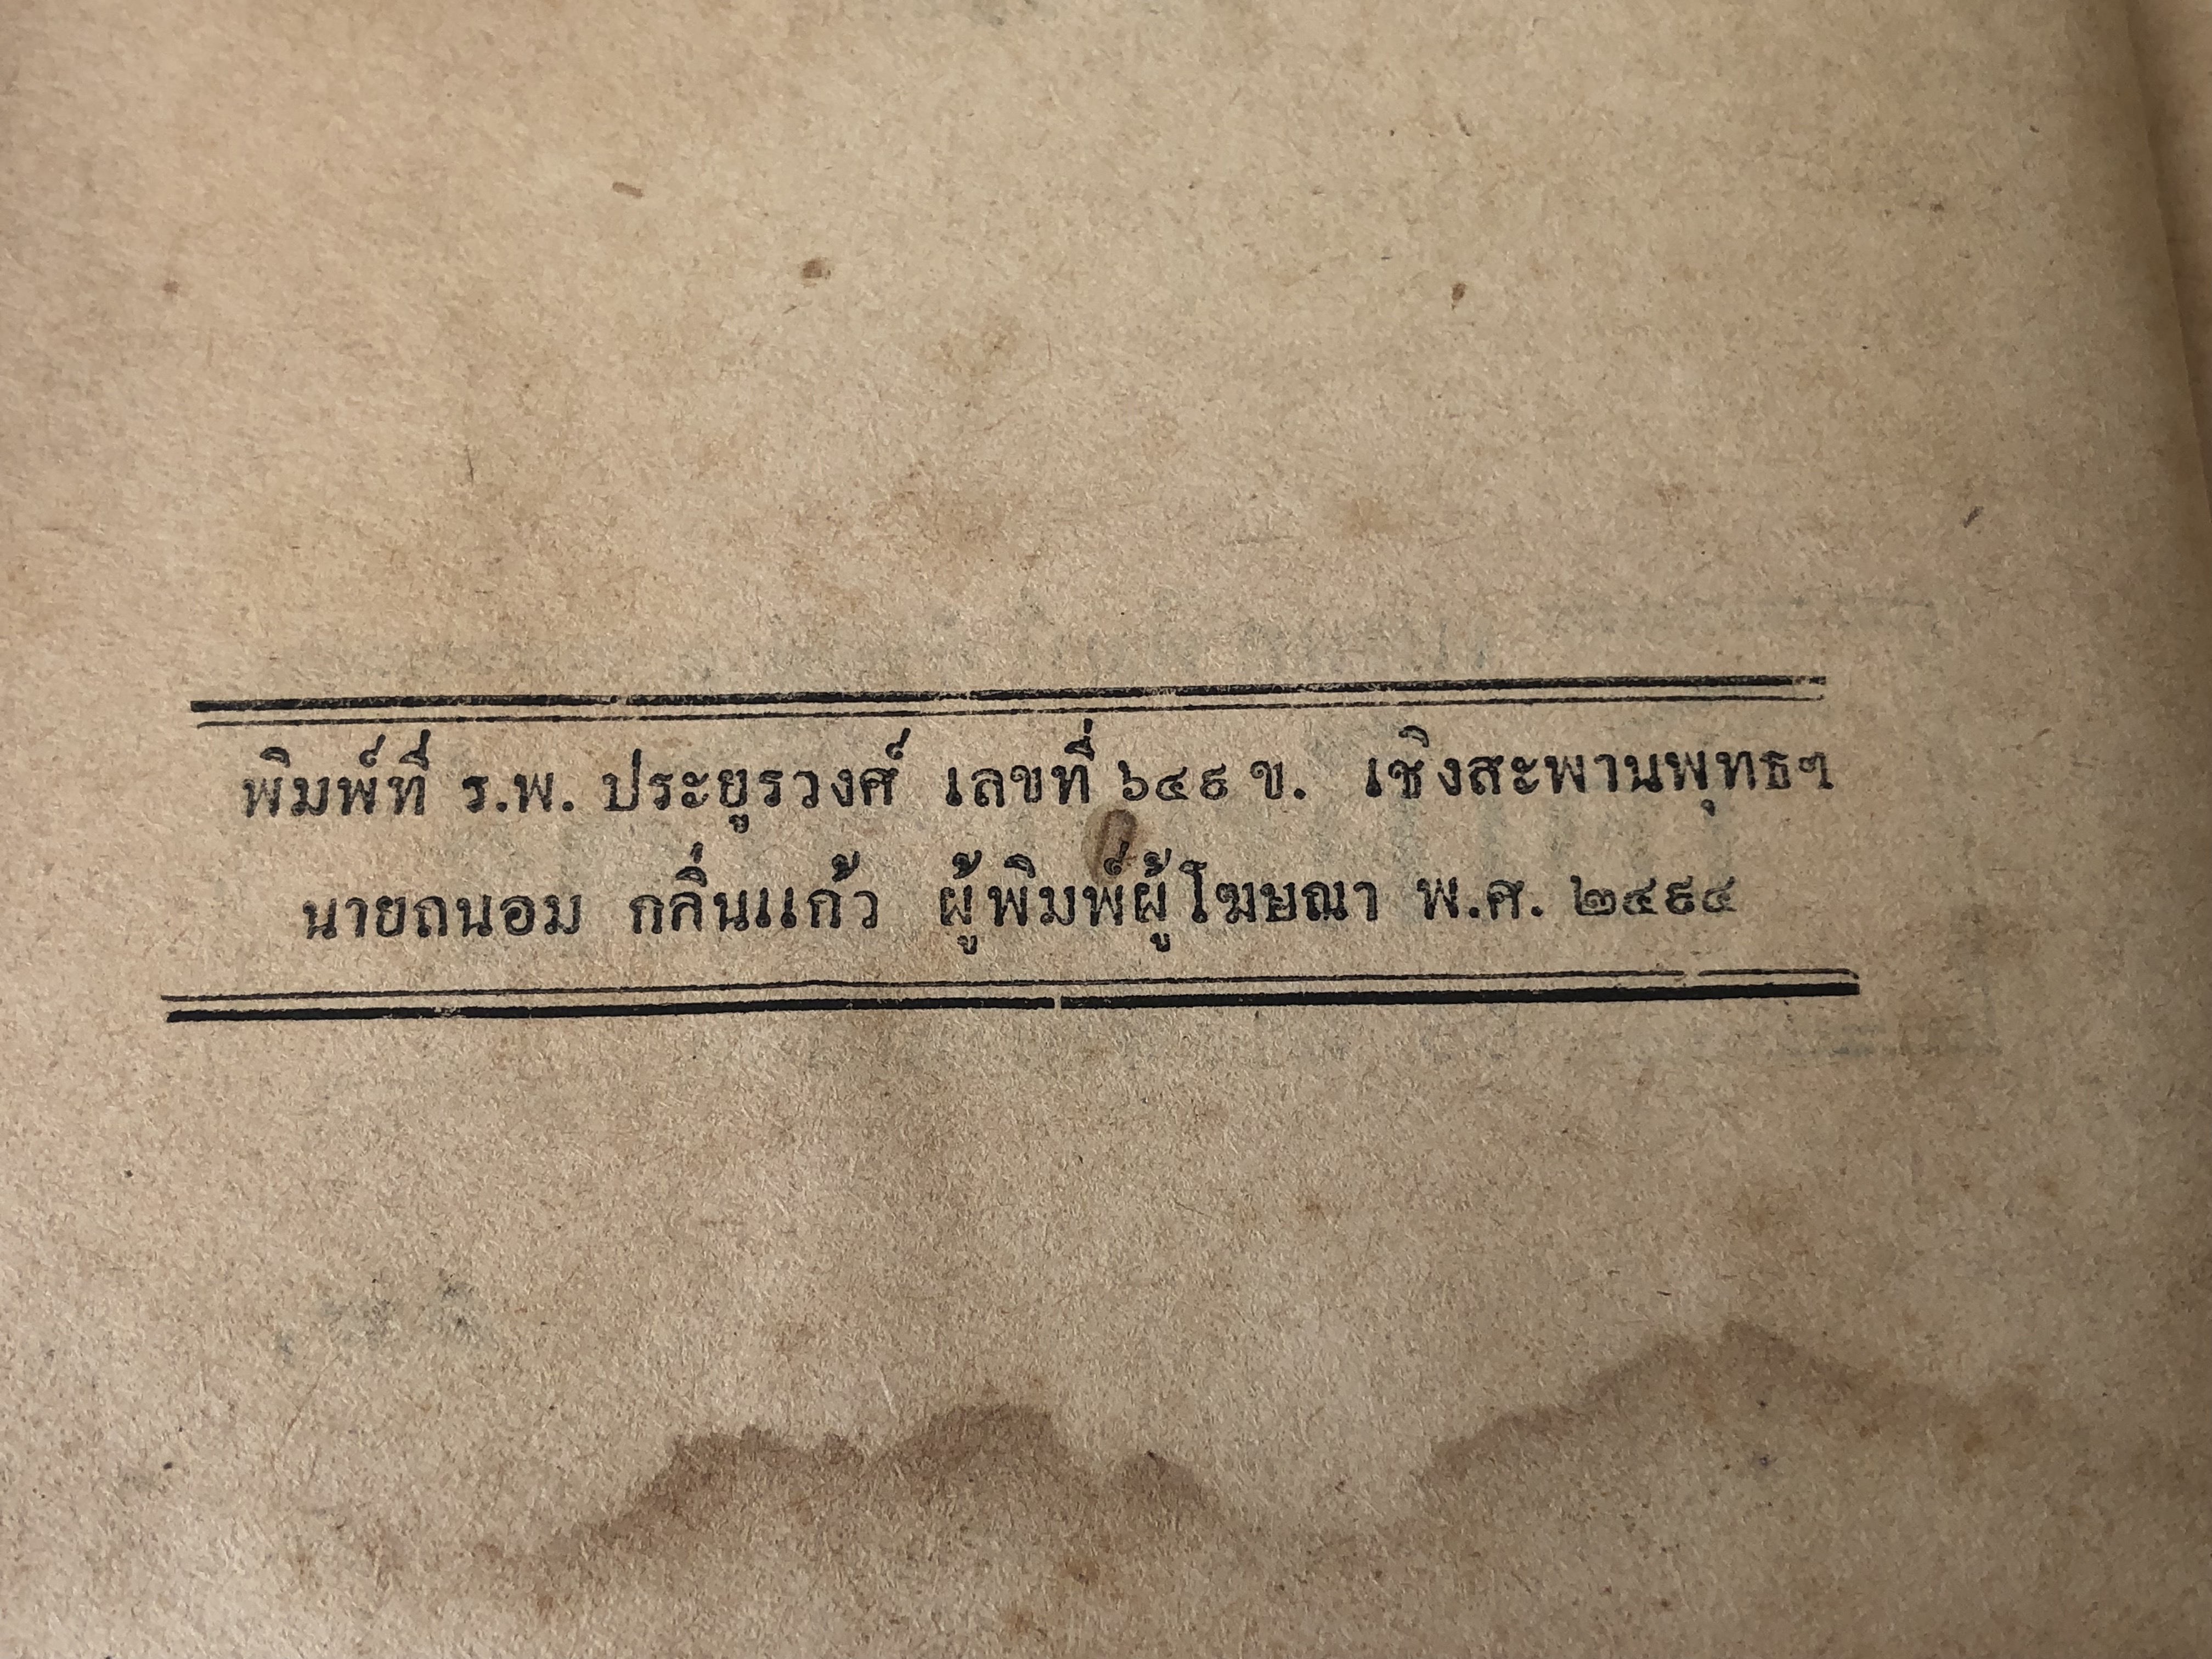 พิมพ์ที่ ร.พ. ประยูรวงศ์ เลขที่ ๖๔๙ ข. เชิงสะพานพุทธฯ
นายถนอม กลิ่นแก้ว ผู้พิมพ์ผู้โฆษณา พ.ศ. ๒๔๙๔